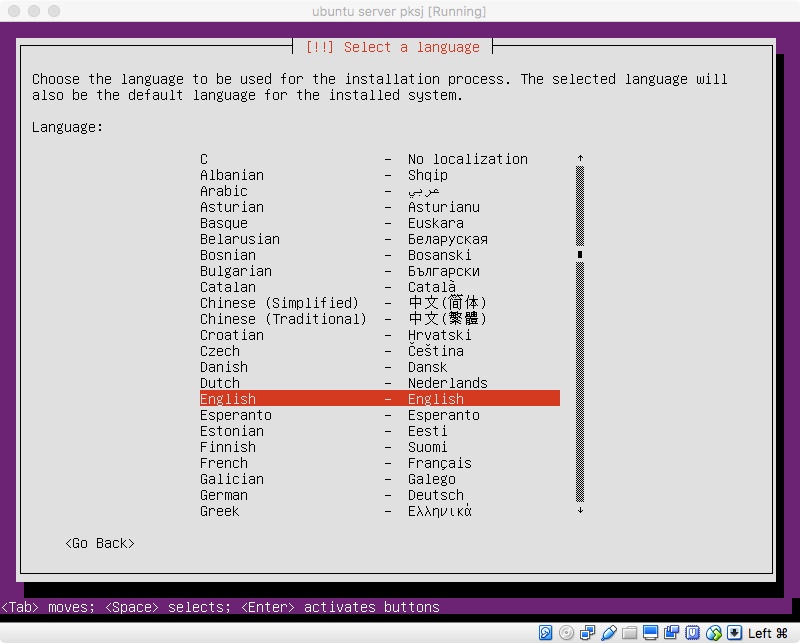 ubuntu server pksj [Running]
[!!] Select a language
Choose the language to be used for the installation process. The selected language will
also be the default language for the installed system.
Language:
C - No localization
Albanian - Shqip
Arabic - عربي
Asturian - Asturianu
Basque - Euskara
Belarusian - Беларуская
Bosnian - Bosanski
Bulgarian - Български
Catalan - Català
Chinese (Simplified) - 中文(简体)
Chinese (Traditional) - 中文(繁體)
Croatian - Hrvatski
Czech - Čeština
Danish - Dansk
Dutch - Nederlands
English - English
Esperanto - Esperanto
Estonian - Eesti
Finnish - Suomi
French - Français
Galician - Galego
German - Deutsch
Greek - Ελληνικά
<Go Back>
<Tab> moves; <Space> selects; <Enter> activates buttons
Left ⌘